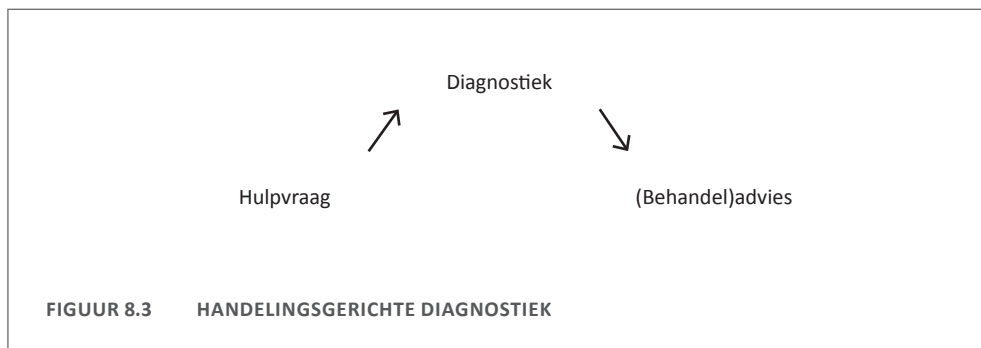 Diagnostiek
Hulpvraag
(Behandel)advies
FIGUUR 8.3 HANDELINGSGERICHTE DIAGNOSTIEK